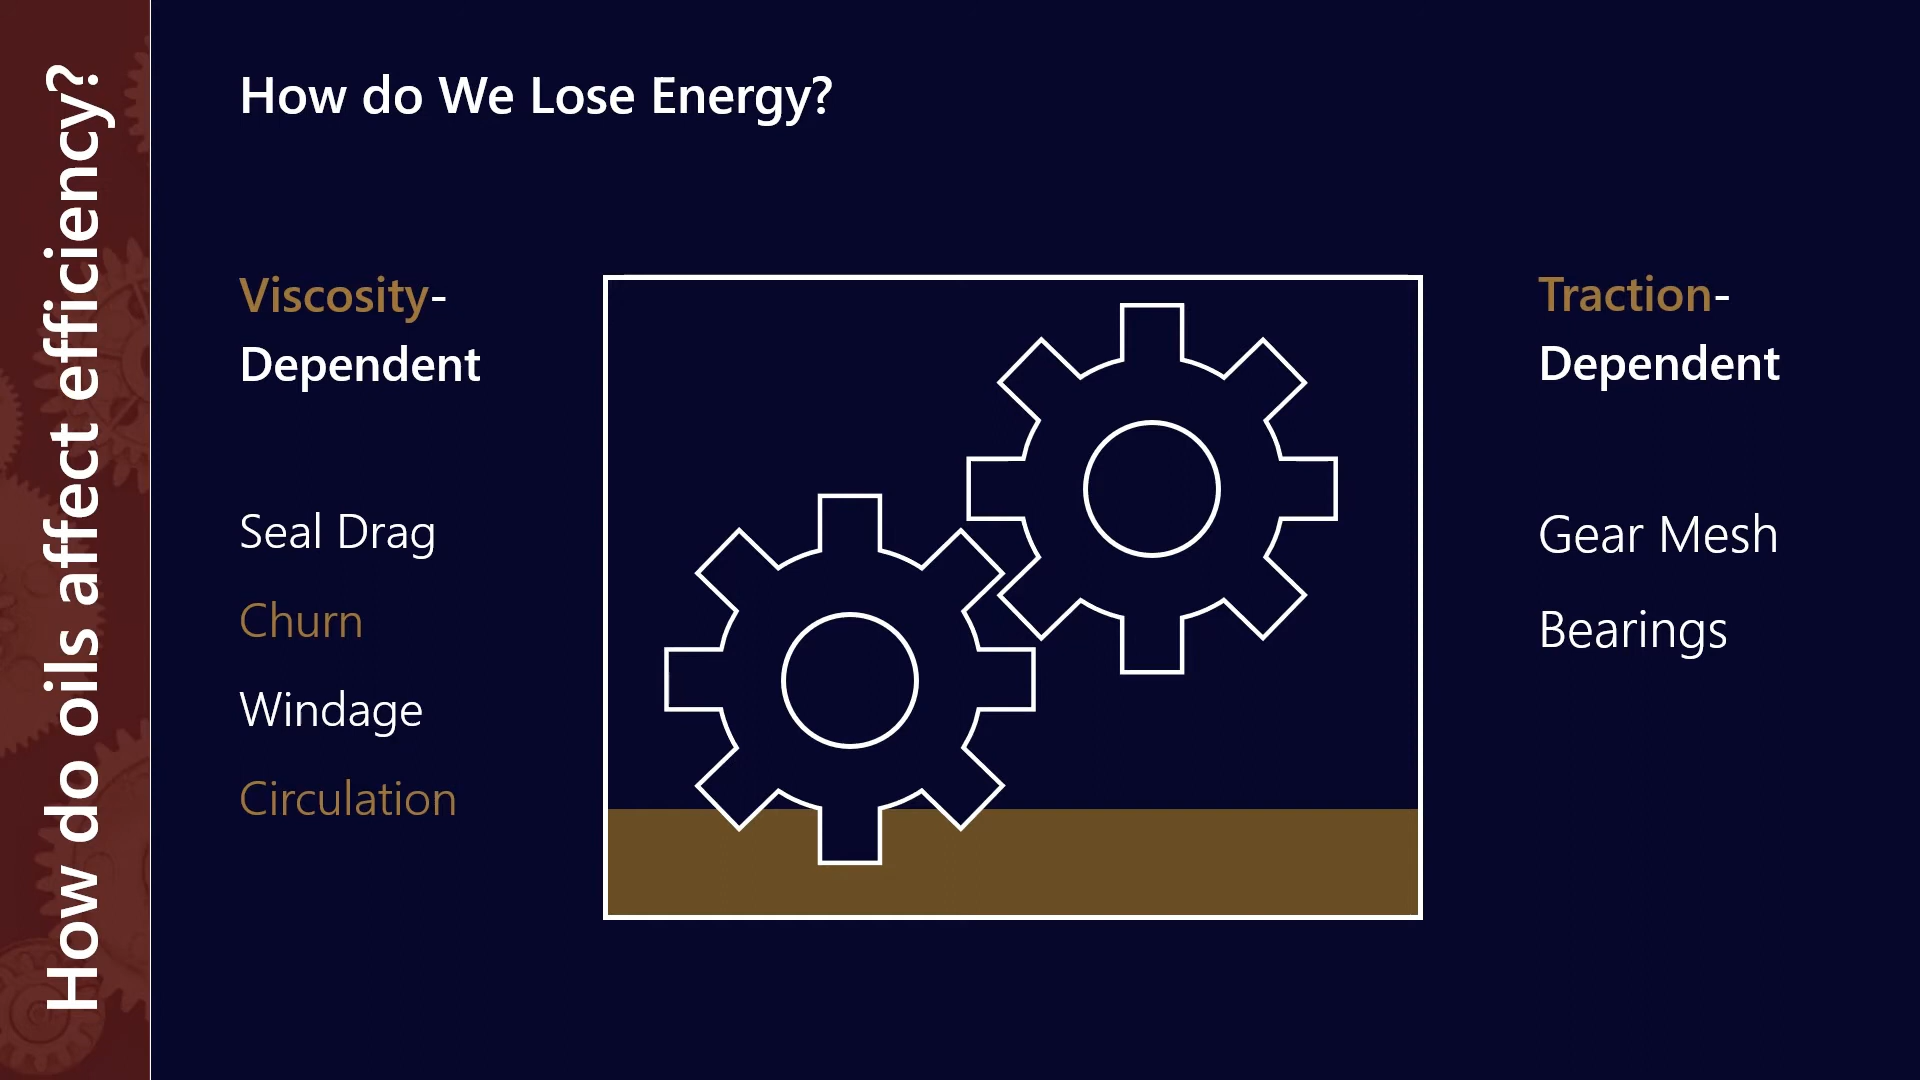 How do oils affect efficiency?
How do We Lose Energy?
Viscosity-
Dependent
Seal Drag
Churn
Windage
Circulation
Traction-
Dependent
Gear Mesh
Bearings